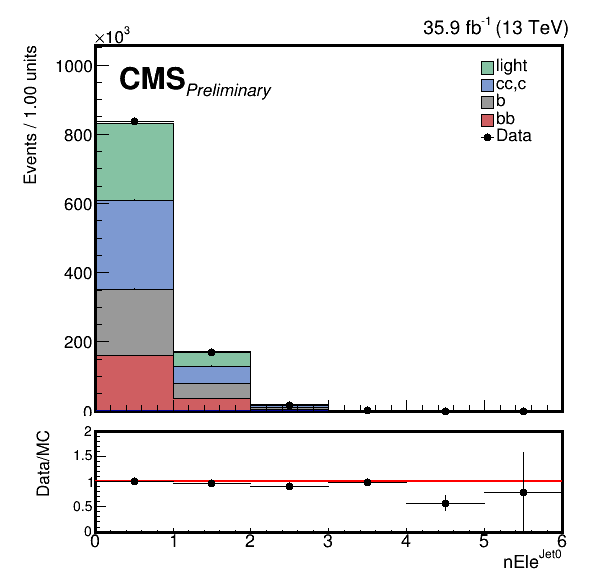 35.9 fb⁻¹ (13 TeV)
×10³
CMS Preliminary
light
cc,c
b
bb
Data
Events / 1.00 units
1000
800
600
400
200
0
Data/MC
2
1.5
1
0.5
0
0 1 2 3 4 5 6
nEle^Jet0